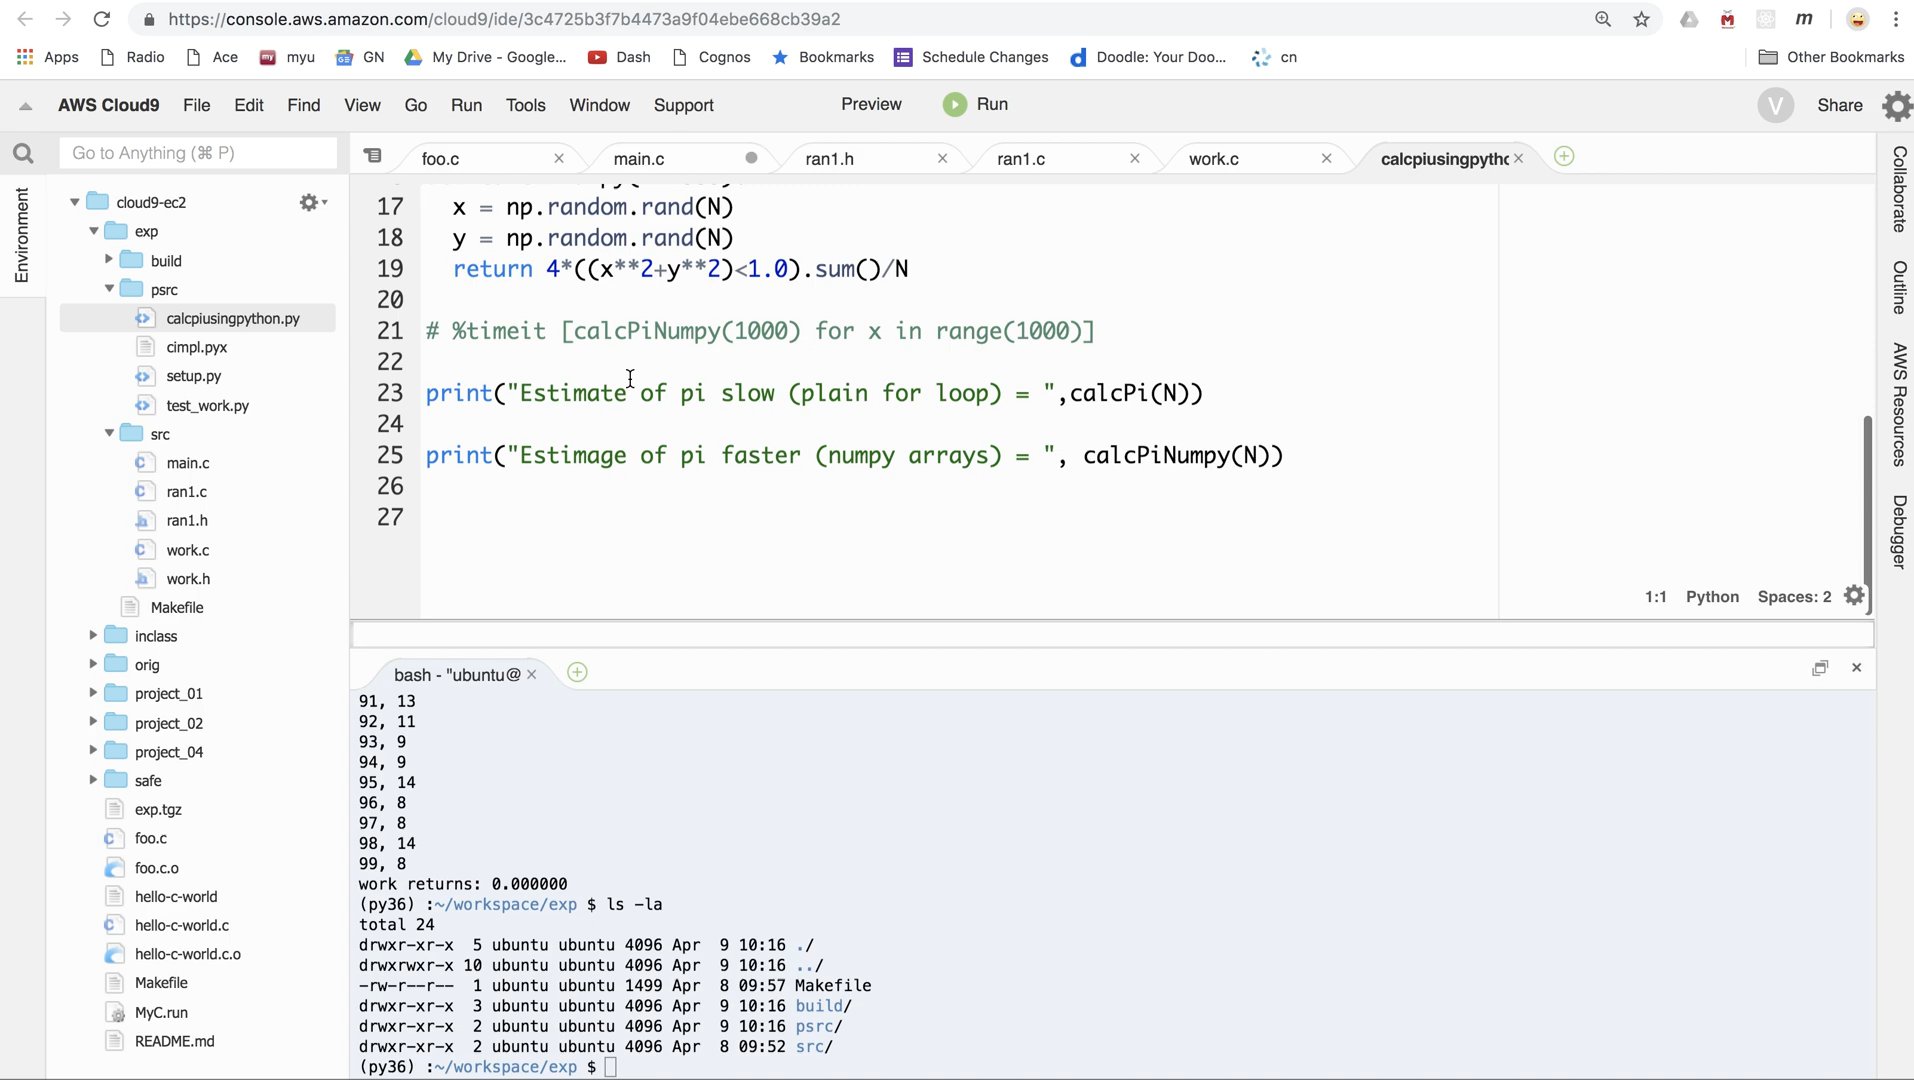 https://console.aws.amazon.com/cloud9/ide/3c4725b3f7b4473a9f04ebe668cb39a2
Apps Radio Ace my myu GN My Drive - Google... Dash Cognos Bookmarks Schedule Changes Doodle: Your Doo... cn Other Bookmarks
AWS Cloud9 File Edit Find View Go Run Tools Window Support Preview Run V Share
Go to Anything (⌘ P)
foo.c main.c ran1.h ran1.c work.c calcpiusingpytho
Environment
cloud9-ec2
exp
build
psrc
calcpiusingpython.py
cimpl.pyx
setup.py
test_work.py
src
main.c
ran1.c
ran1.h
work.c
work.h
Makefile
inclass
orig
project_01
project_02
project_04
safe
exp.tgz
foo.c
foo.c.o
hello-c-world
hello-c-world.c
hello-c-world.c.o
Makefile
MyC.run
README.md
17 x = np.random.rand(N)
18 y = np.random.rand(N)
19 return 4*((x**2+y**2)<1.0).sum()/N
20
21 # %timeit [calcPiNumpy(1000) for x in range(1000)]
22
23 print("Estimate of pi slow (plain for loop) = ",calcPi(N))
24
25 print("Estimage of pi faster (numpy arrays) = ", calcPiNumpy(N))
26
27
1:1 Python Spaces: 2
Collaborate
Outline
AWS Resources
Debugger
bash - "ubuntu@
91, 13
92, 11
93, 9
94, 9
95, 14
96, 8
97, 8
98, 14
99, 8
work returns: 0.000000
(py36) :~/workspace/exp $ ls -la
total 24
drwxr-xr-x 5 ubuntu ubuntu 4096 Apr 9 10:16 ./
drwxrwxr-x 10 ubuntu ubuntu 4096 Apr 9 10:16 ../
-rw-r--r-- 1 ubuntu ubuntu 1499 Apr 8 09:57 Makefile
drwxr-xr-x 3 ubuntu ubuntu 4096 Apr 9 10:16 build/
drwxr-xr-x 2 ubuntu ubuntu 4096 Apr 9 10:16 psrc/
drwxr-xr-x 2 ubuntu ubuntu 4096 Apr 8 09:52 src/
(py36) :~/workspace/exp $